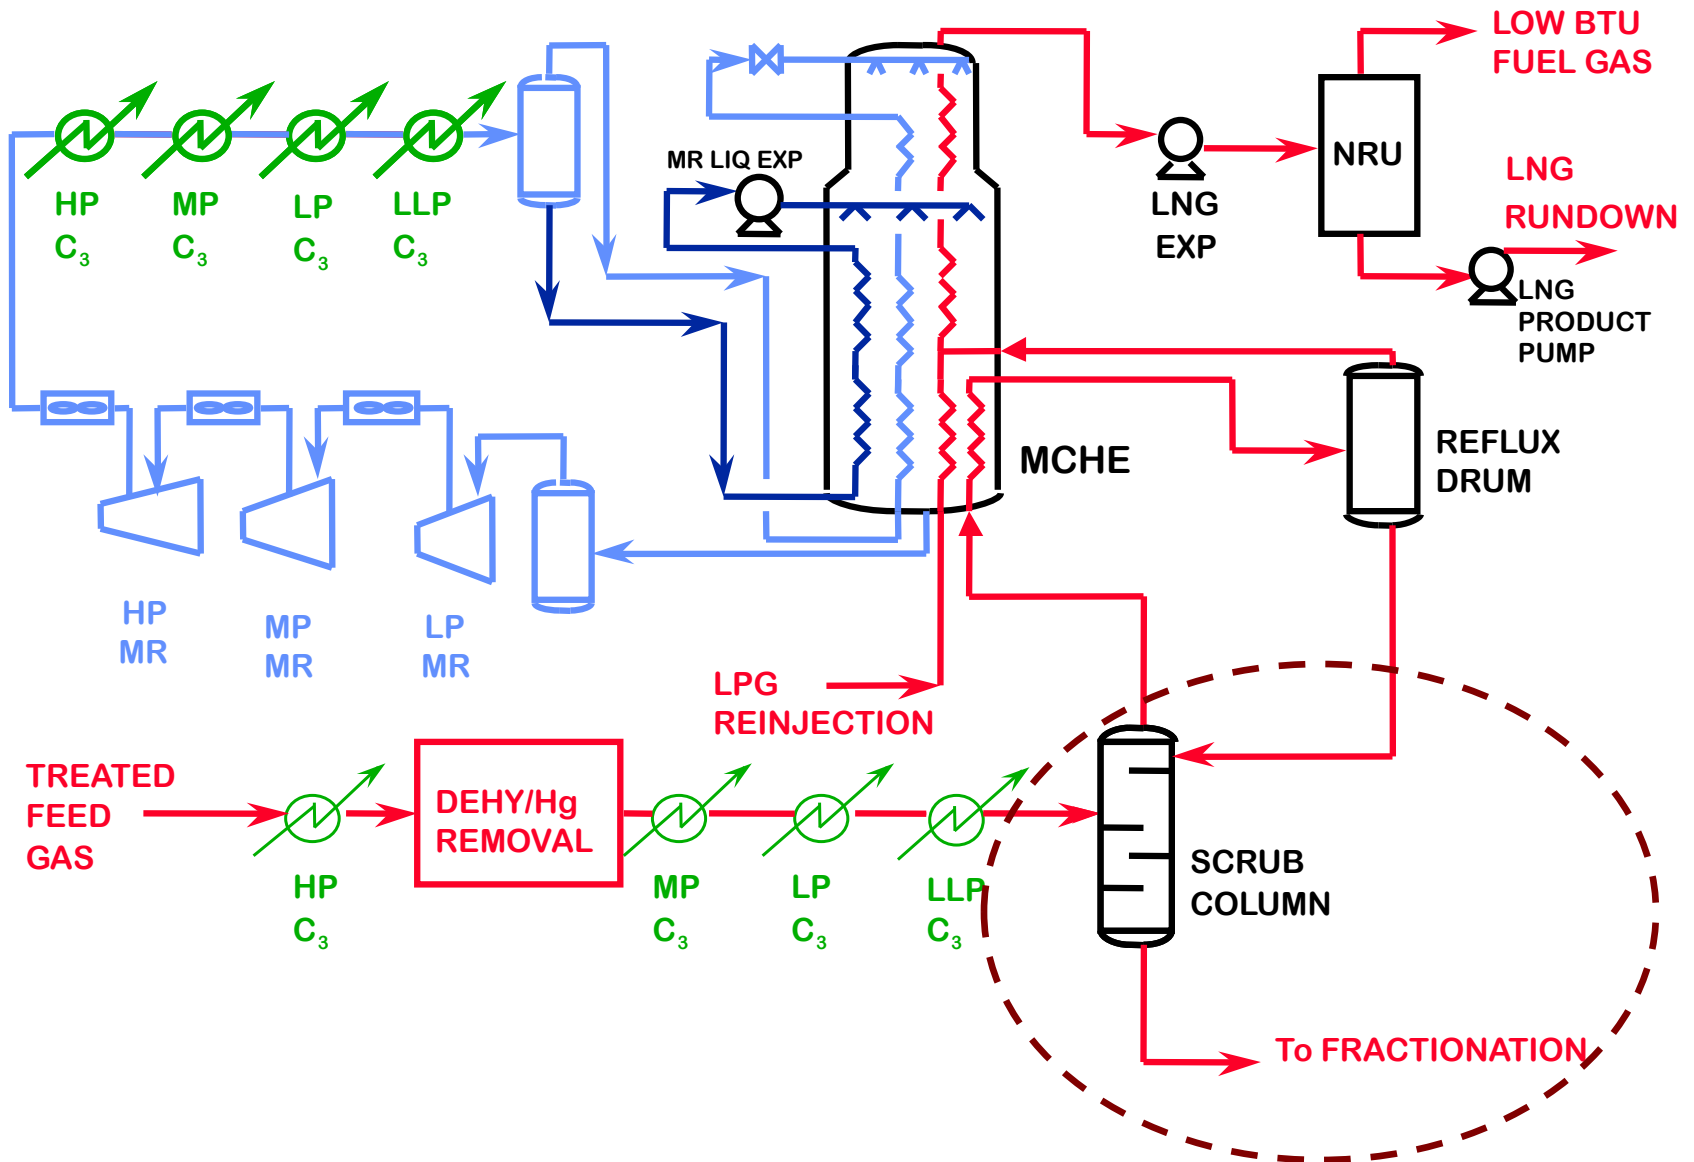 LOW BTU
FUEL GAS
MR LIQ EXP
NRU
LNG
RUNDOWN
HP
C₃
MP
C₃
LP
C₃
LLP
C₃
LNG
EXP
LNG
PRODUCT
PUMP
MCHE
REFLUX
DRUM
HP
MR
MP
MR
LP
MR
LPG
REINJECTION
TREATED
FEED
GAS
DEHY/Hg
REMOVAL
HP
C₃
MP
C₃
LP
C₃
LLP
C₃
SCRUB
COLUMN
To FRACTIONATION